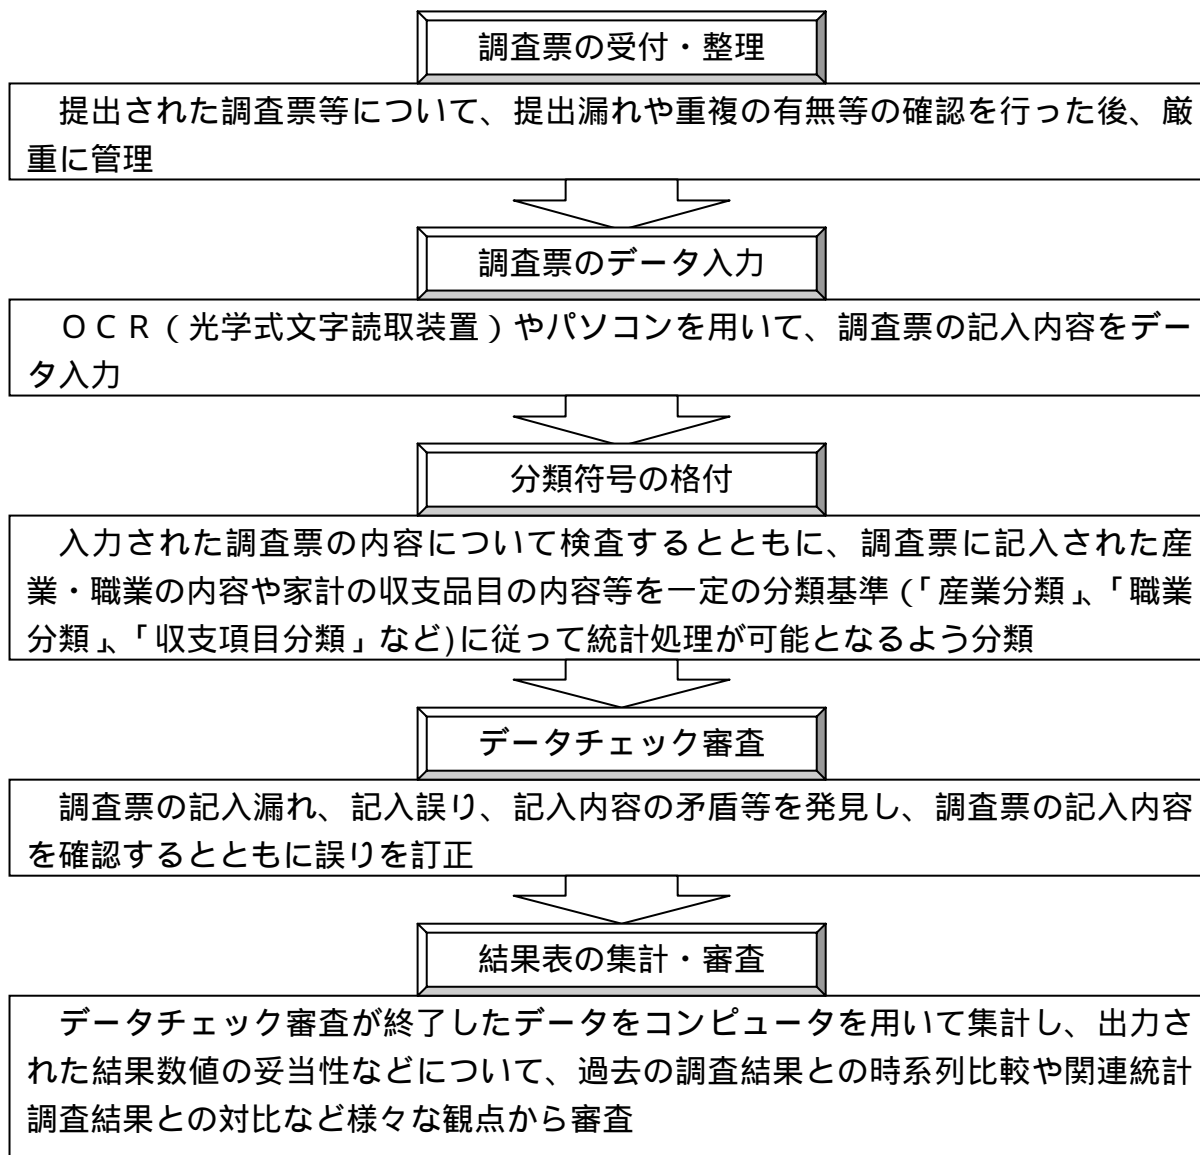 調査票の受付・整理
提出された調査票等について、提出漏れや重複の有無等の確認を行った後、厳
重に管理
調査票のデータ入力
ＯＣＲ（光学式文字読取装置）やパソコンを用いて、調査票の記入内容をデー
タ入力
分類符号の格付
入力された調査票の内容について検査するとともに、調査票に記入された産
業・職業の内容や家計の収支品目の内容等を一定の分類基準(「産業分類」、「職業
分類」、「収支項目分類」など)に従って統計処理が可能となるよう分類
データチェック審査
調査票の記入漏れ、記入誤り、記入内容の矛盾等を発見し、調査票の記入内容
を確認するとともに誤りを訂正
結果表の集計・審査
データチェック審査が終了したデータをコンピュータを用いて集計し、出力さ
れた結果数値の妥当性などについて、過去の調査結果との時系列比較や関連統計
調査結果との対比など様々な観点から審査